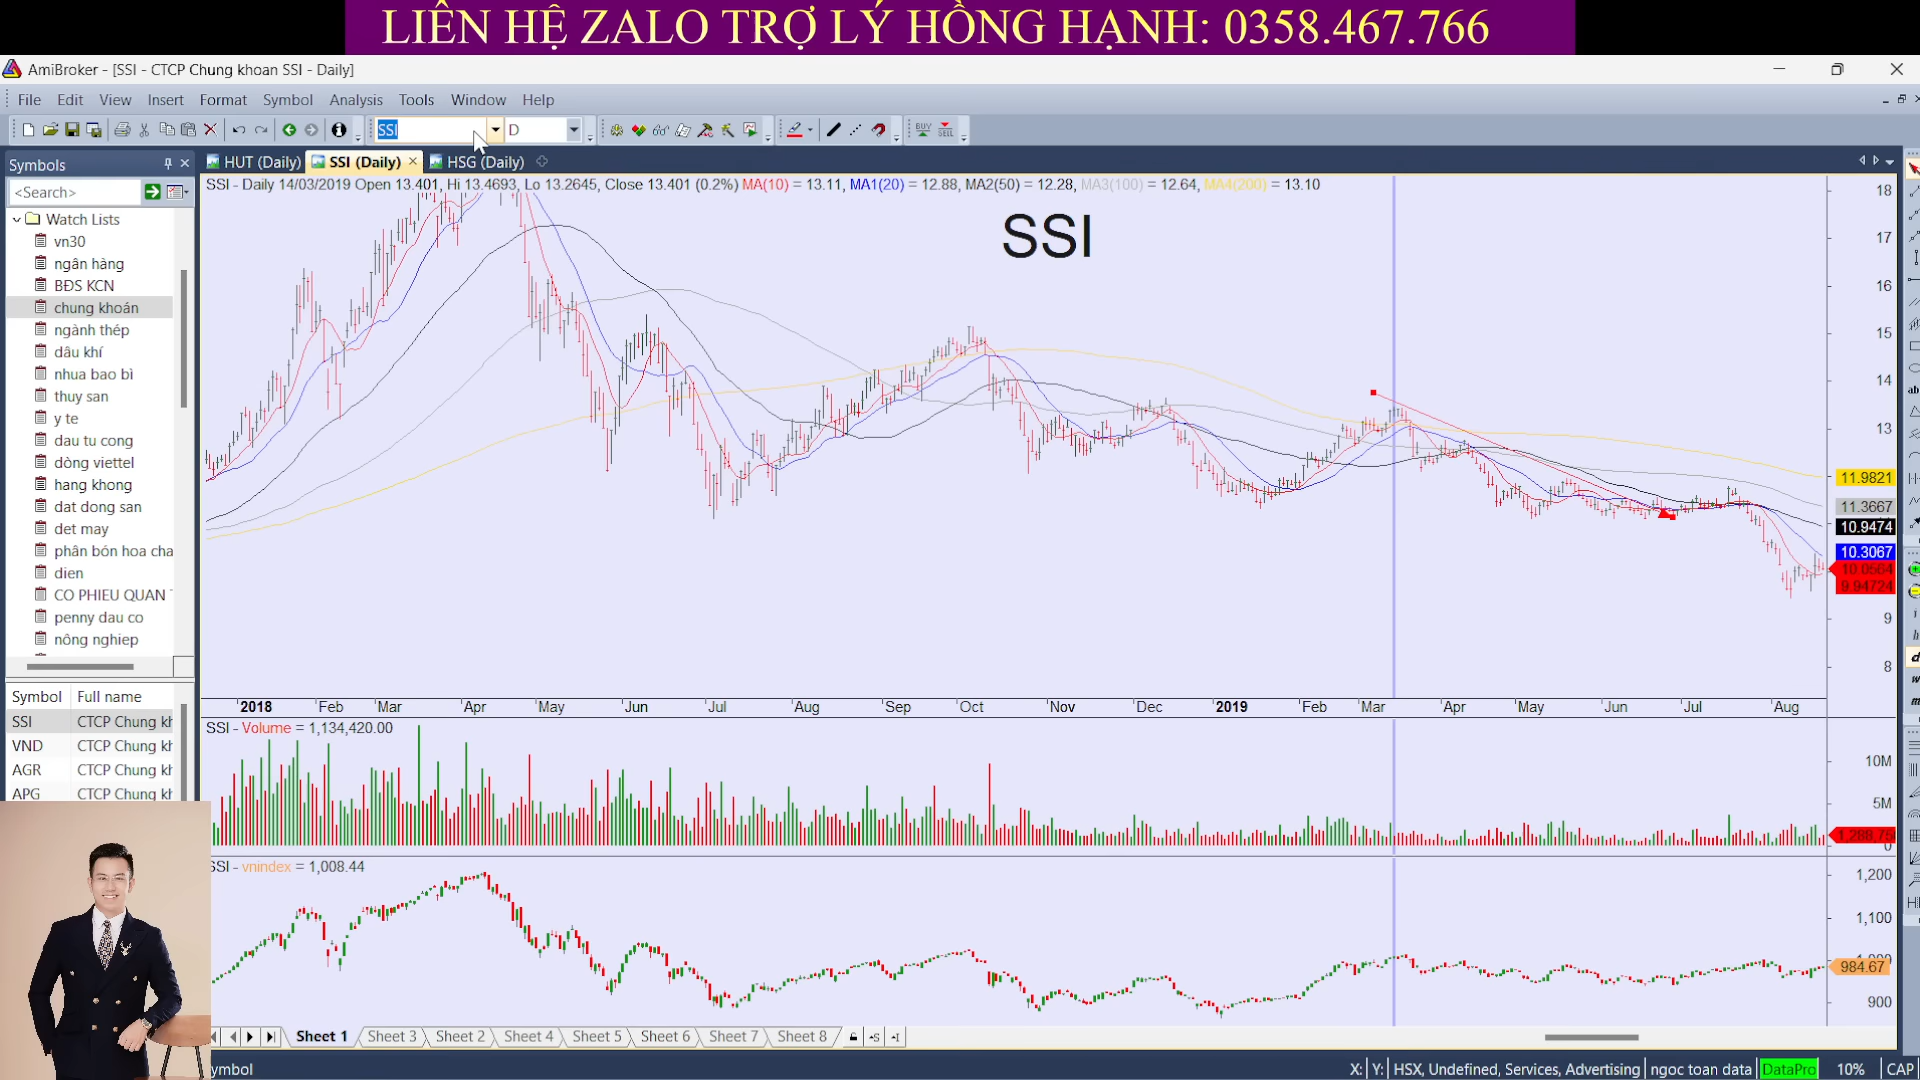 LIÊN HỆ ZALO TRỢ LÝ HỒNG HẠNH: 0358.467.766
AmiBroker - [SSI - CTCP Chung khoan SSI - Daily]
File Edit View Insert Format Symbol Analysis Tools Window Help
SSI D BUY SELL
Symbols
HUT (Daily) SSI (Daily) HSG (Daily)
SSI - Daily 14/03/2019 Open 13.401, Hi 13.4693, Lo 13.2645, Close 13.401 (0.2%) MA(10) = 13.11, MA1(20) = 12.88, MA2(50) = 12.28, MA3(100) = 12.64, MA4(200) = 13.10
<Search>
Watch Lists
vn30
ngân hàng
BĐS KCN
chung khoán
ngành thép
dâu khí
nhua bao bì
thuy san
y te
dau tu cong
dòng viettel
hang khong
dat dong san
det may
phân bón hoa cha
dien
CO PHIEU QUAN
penny dau co
nông nghiep
SSI
18
17
16
15
14
13
11.9821
11.3667
10.9474
10.3067
10.0564
9.94724
9
8
2018 Feb Mar Apr May Jun Jul Aug Sep Oct Nov Dec 2019 Feb Mar Apr May Jun Jul Aug
Symbol Full name
SSI CTCP Chung kh
VND CTCP Chung kh
AGR CTCP Chung kh
APG CTCP Chung kh
SSI - Volume = 1,134,420.00
10M
5M
0
SSI - vnindex = 1,008.44
1,200
1,100
984.67
900
Sheet 1 Sheet 3 Sheet 2 Sheet 4 Sheet 5 Sheet 6 Sheet 7 Sheet 8
ymbol
X: Y: HSX, Undefined, Services, Advertising ngoc toan data DataPro 10% CAP